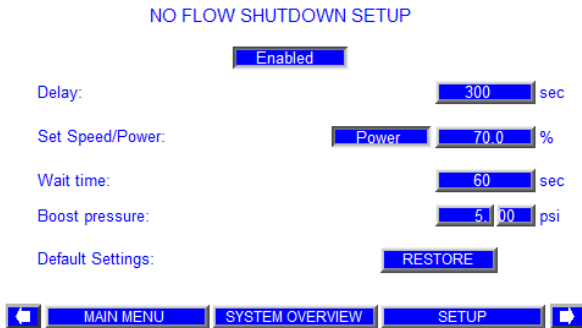 NO FLOW SHUTDOWN SETUP
Enabled
Delay: 300 sec
Set Speed/Power: Power 70.0 %
Wait time: 60 sec
Boost pressure: 5. 00 psi
Default Settings: RESTORE
MAIN MENU SYSTEM OVERVIEW SETUP